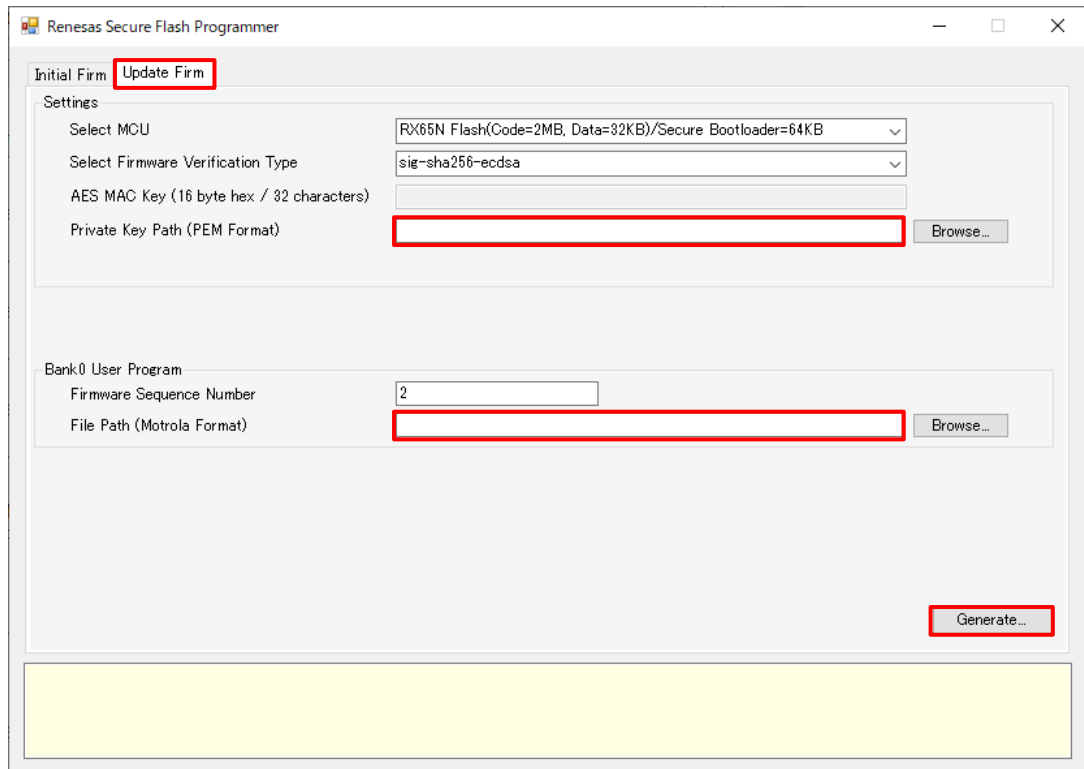 Renesas Secure Flash Programmer
Initial Firm Update Firm
Settings
Select MCU RX65N Flash(Code=2MB, Data=32KB)/Secure Bootloader=64KB
Select Firmware Verification Type sig-sha256-ecdsa
AES MAC Key (16 byte hex / 32 characters)
Private Key Path (PEM Format) Browse...
Bank0 User Program
Firmware Sequence Number 2
File Path (Motrola Format) Browse...
Generate...